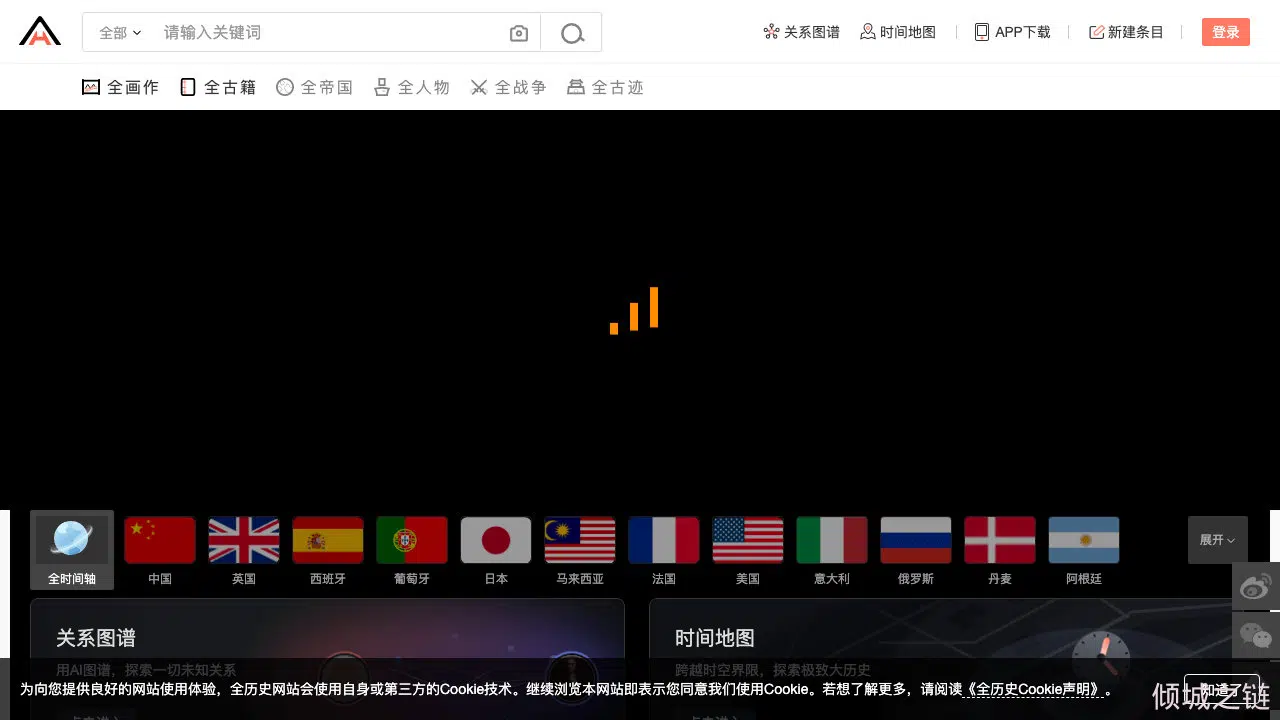 全部 请输入关键词 关系图谱 时间地图 APP下载 新建条目 登录
全画作 全古籍 全帝国 全人物 全战争 全古迹
全时间轴 中国 英国 西班牙 葡萄牙 日本 马来西亚 法国 美国 意大利 俄罗斯 丹麦 阿根廷 展开
关系图谱 时间地图
用AI图谱，探索一切未知关系 跨越时空界限，探索极致大历史
为向您提供良好的网站使用体验，全历史网站会使用自身或第三方的Cookie技术。继续浏览本网站即表示您同意我们使用Cookie。若想了解更多，请阅读《全历史Cookie声明》。 知道了
倾城之链